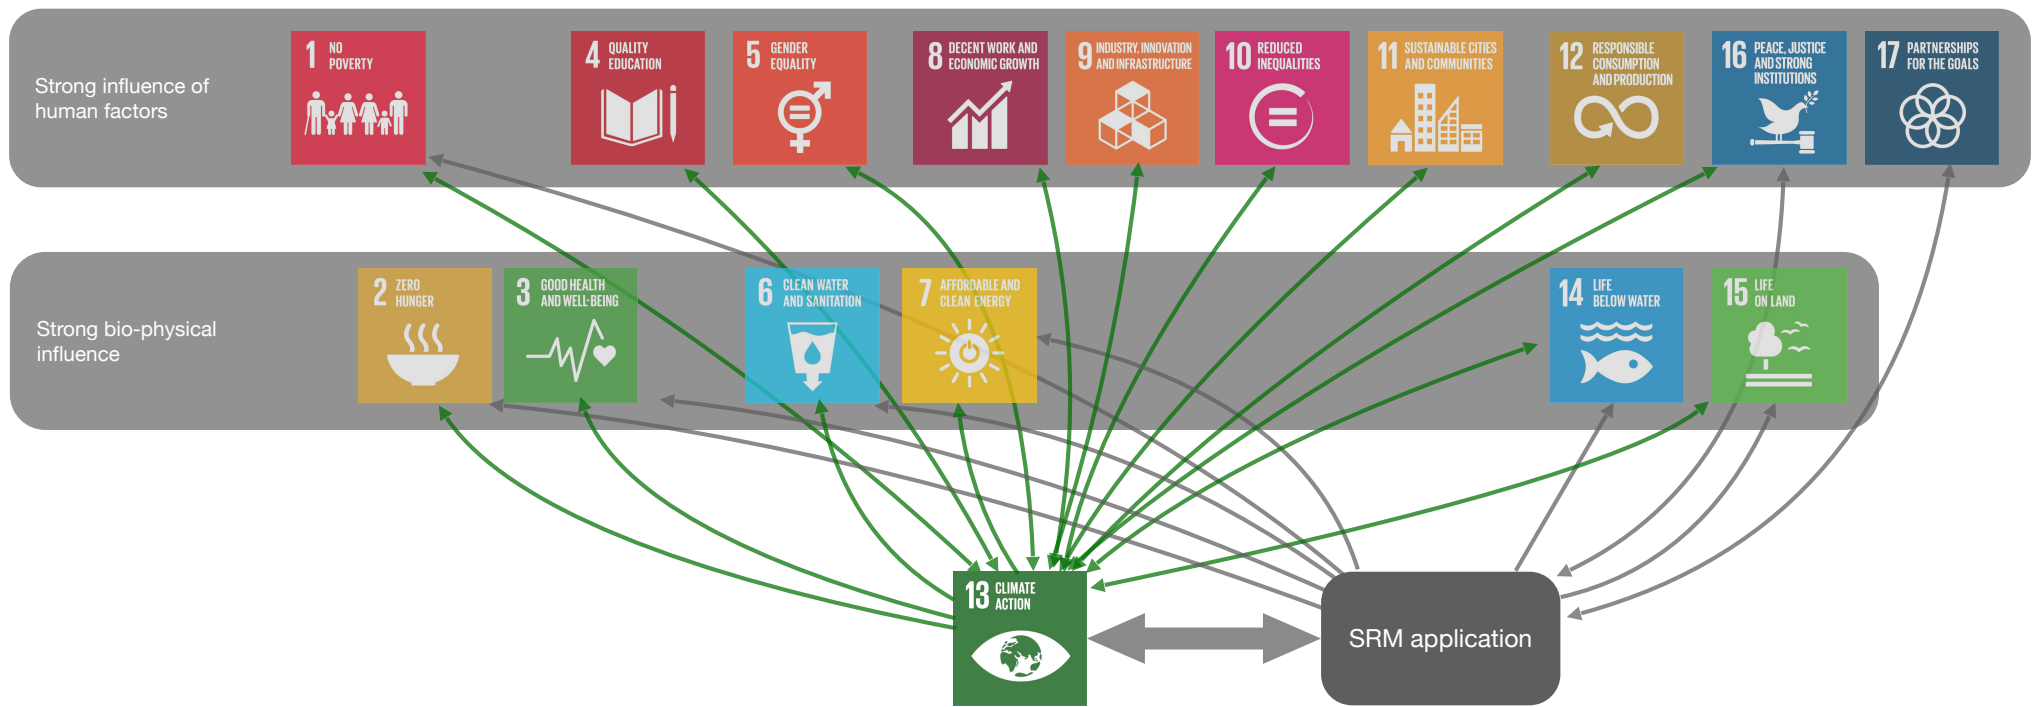 Strong influence of
human factors
1 NO
POVERTY
4 QUALITY
EDUCATION
5 GENDER
EQUALITY
8 DECENT WORK AND
ECONOMIC GROWTH
9 INDUSTRY, INNOVATION
AND INFRASTRUCTURE
10 REDUCED
INEQUALITIES
11 SUSTAINABLE CITIES
AND COMMUNITIES
12 RESPONSIBLE
CONSUMPTION
AND PRODUCTION
16 PEACE, JUSTICE
AND STRONG
INSTITUTIONS
17 PARTNERSHIPS
FOR THE GOALS
Strong bio-physical
influence
2 ZERO
HUNGER
3 GOOD HEALTH
AND WELL-BEING
6 CLEAN WATER
AND SANITATION
7 AFFORDABLE AND
CLEAN ENERGY
14 LIFE
BELOW WATER
15 LIFE
ON LAND
13 CLIMATE
ACTION
SRM application